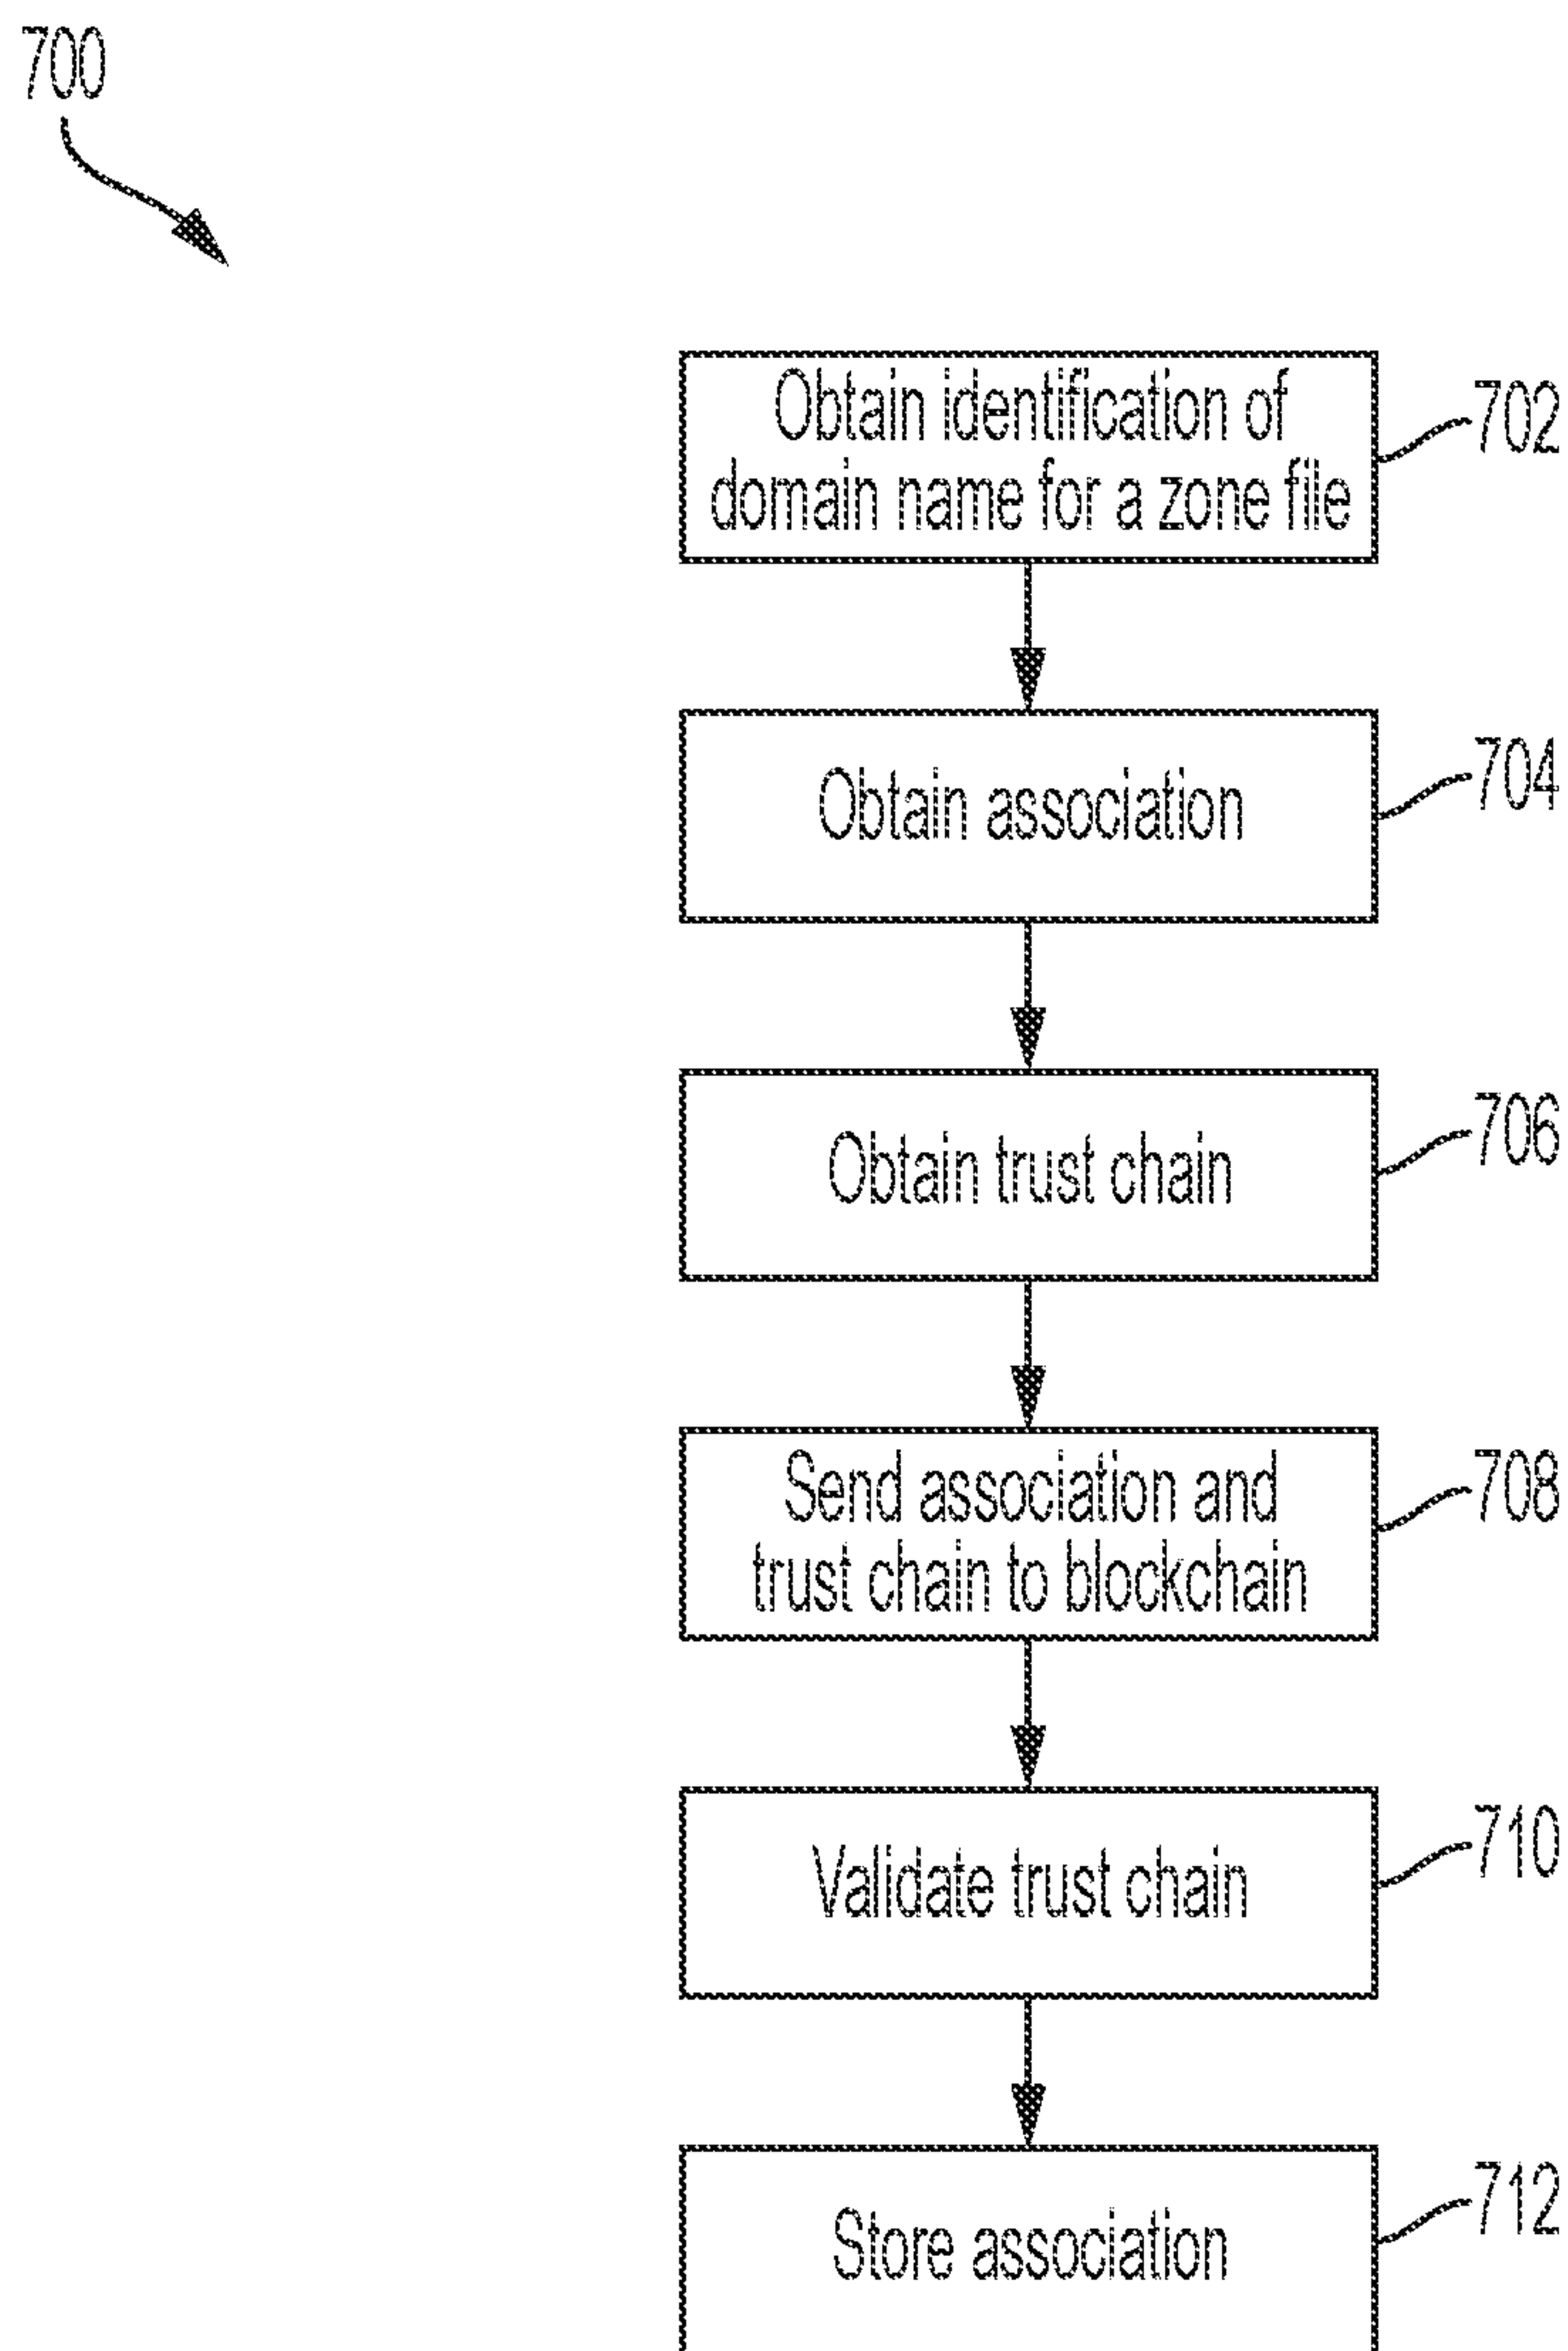 700
Obtain identification of
domain name for a zone file
702
Obtain association
704
Obtain trust chain
706
Send association and
trust chain to blockchain
708
Validate trust chain
710
Store association
712